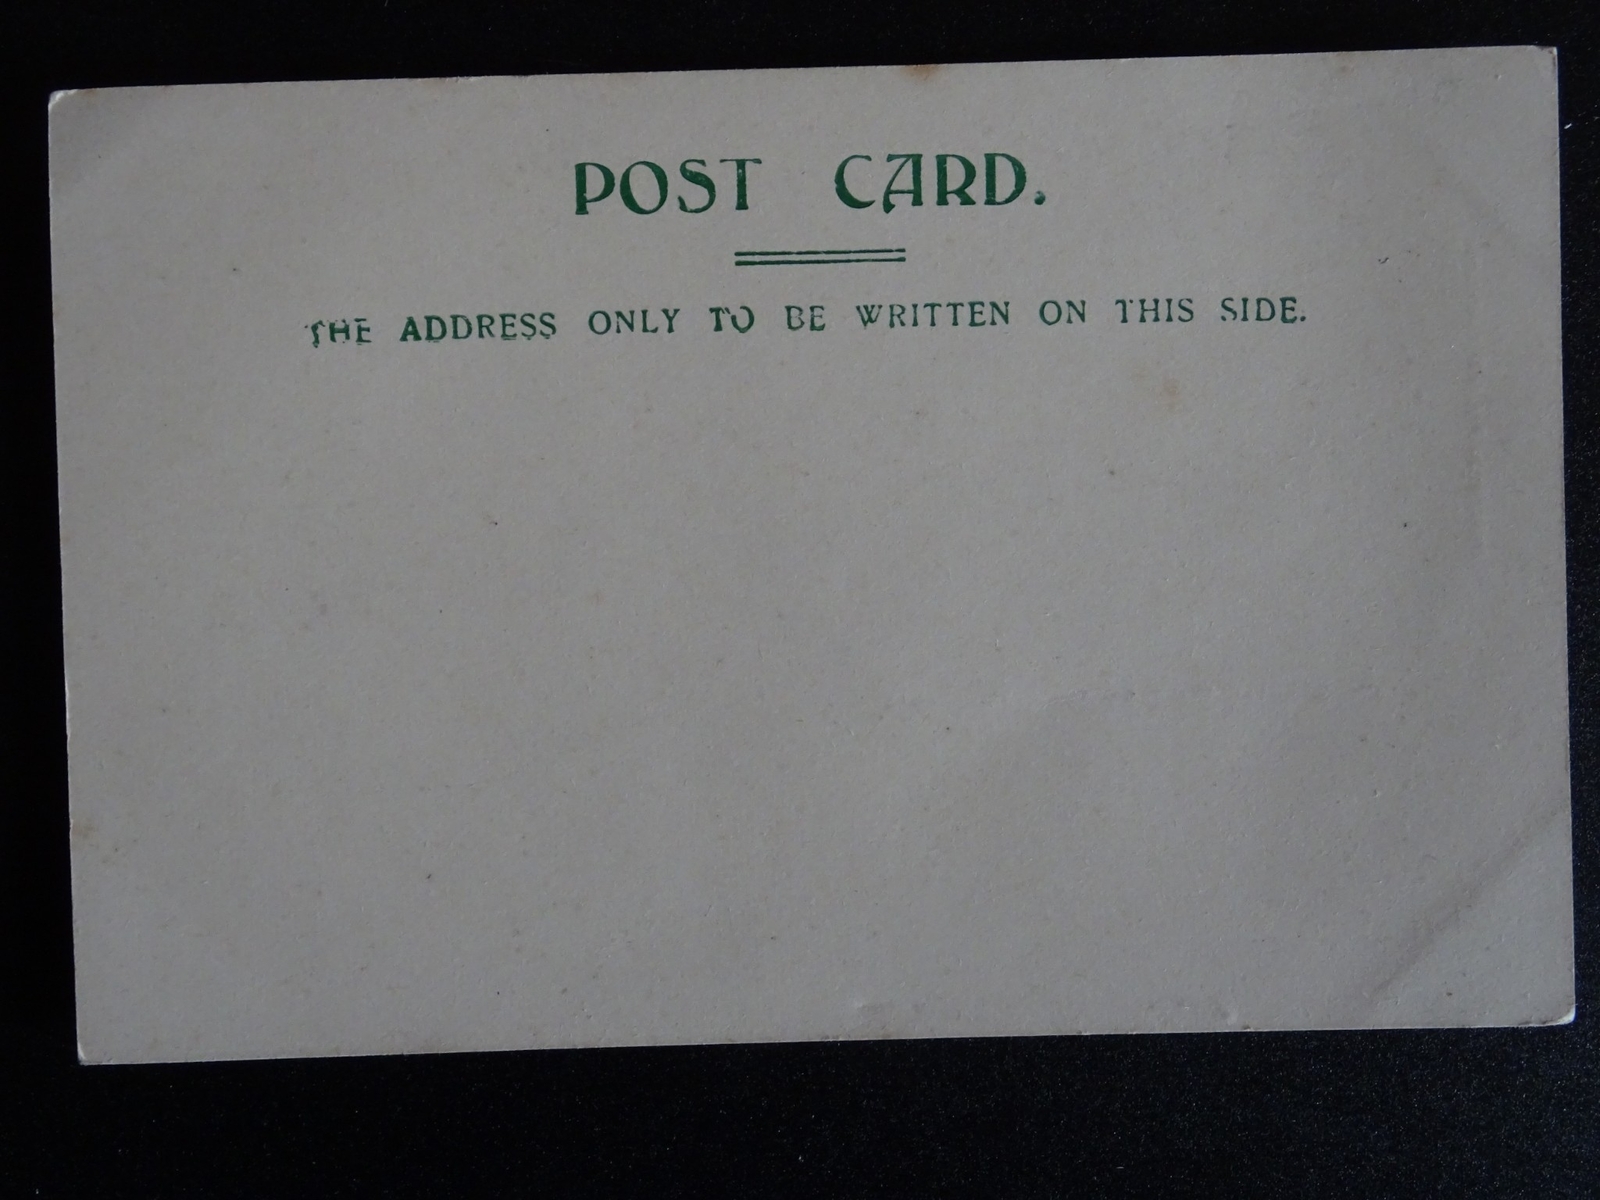 POST CARD.
THE ADDRESS ONLY TO BE WRITTEN ON THIS SIDE.